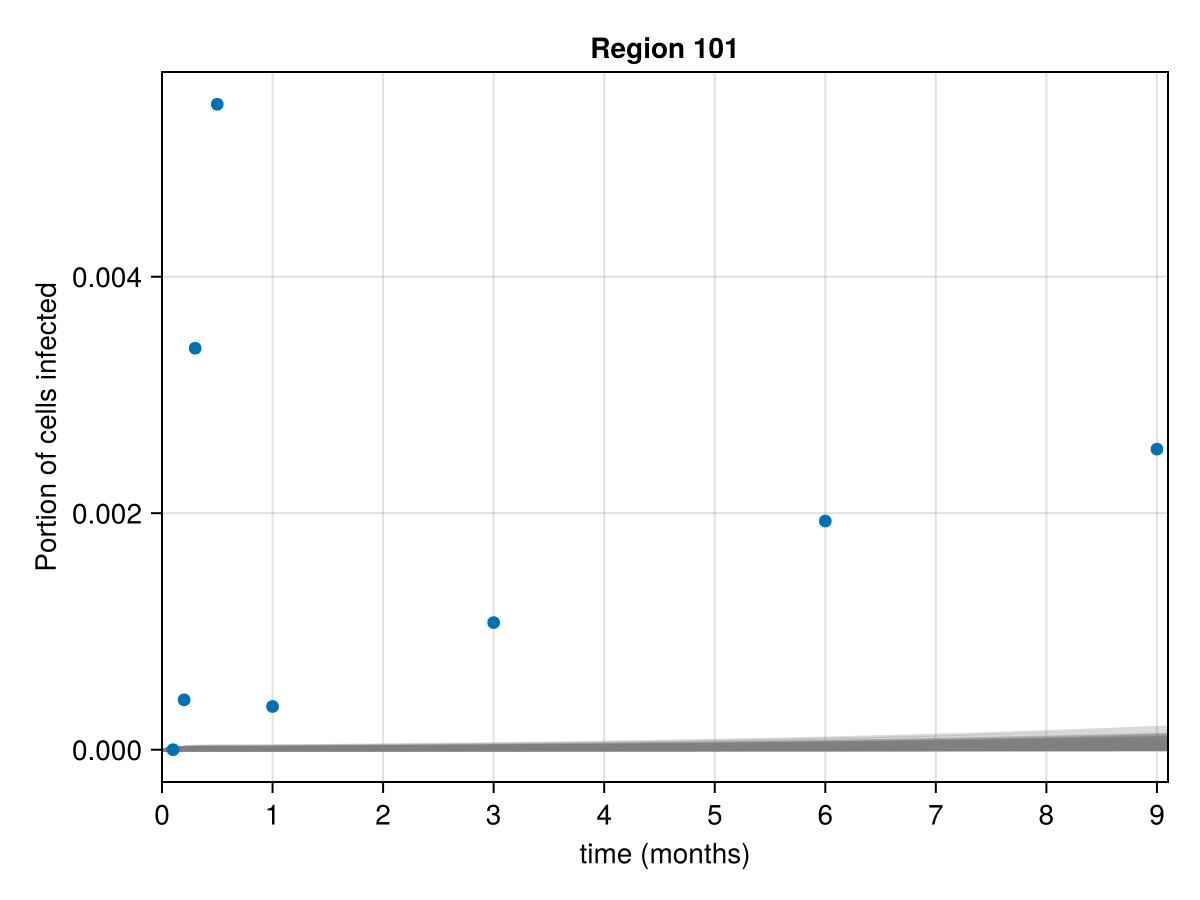 Region 101
Portion of cells infected
0.004
0.002
0.000
0 1 2 3 4 5 6 7 8 9
time (months)